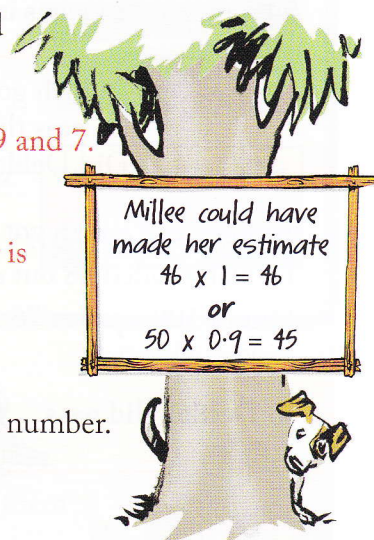 9 and 7.
Millee could have
made her estimate
is
46 x 1 = 46
or
50 x 0·9 = 45
number.